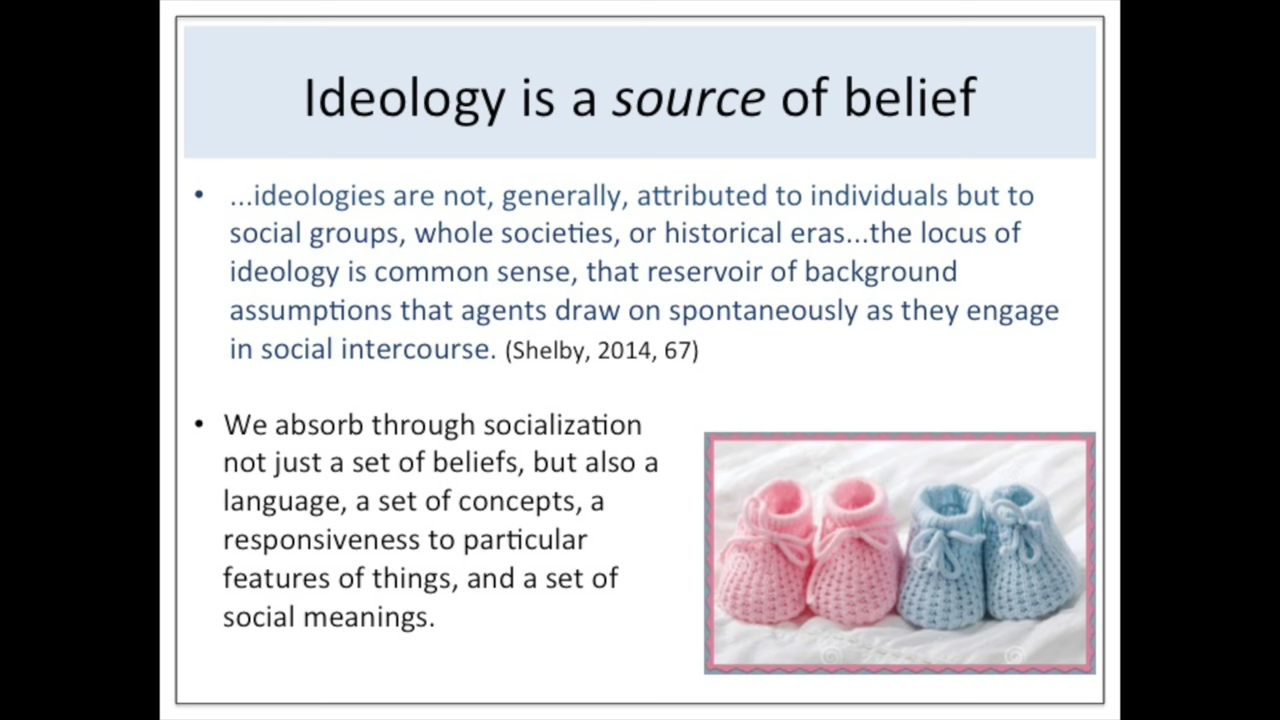 Ideology is a source of belief
• ...ideologies are not, generally, attributed to individuals but to
social groups, whole societies, or historical eras...the locus of
ideology is common sense, that reservoir of background
assumptions that agents draw on spontaneously as they engage
in social intercourse. (Shelby, 2014, 67)
• We absorb through socialization
not just a set of beliefs, but also a
language, a set of concepts, a
responsiveness to particular
features of things, and a set of
social meanings.